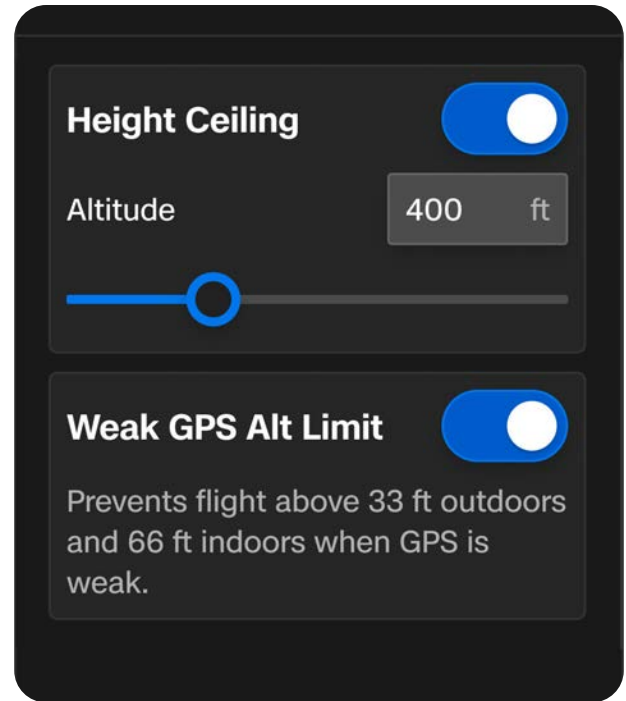 Height Ceiling
Altitude 400 ft
Weak GPS Alt Limit
Prevents flight above 33 ft outdoors
and 66 ft indoors when GPS is
weak.